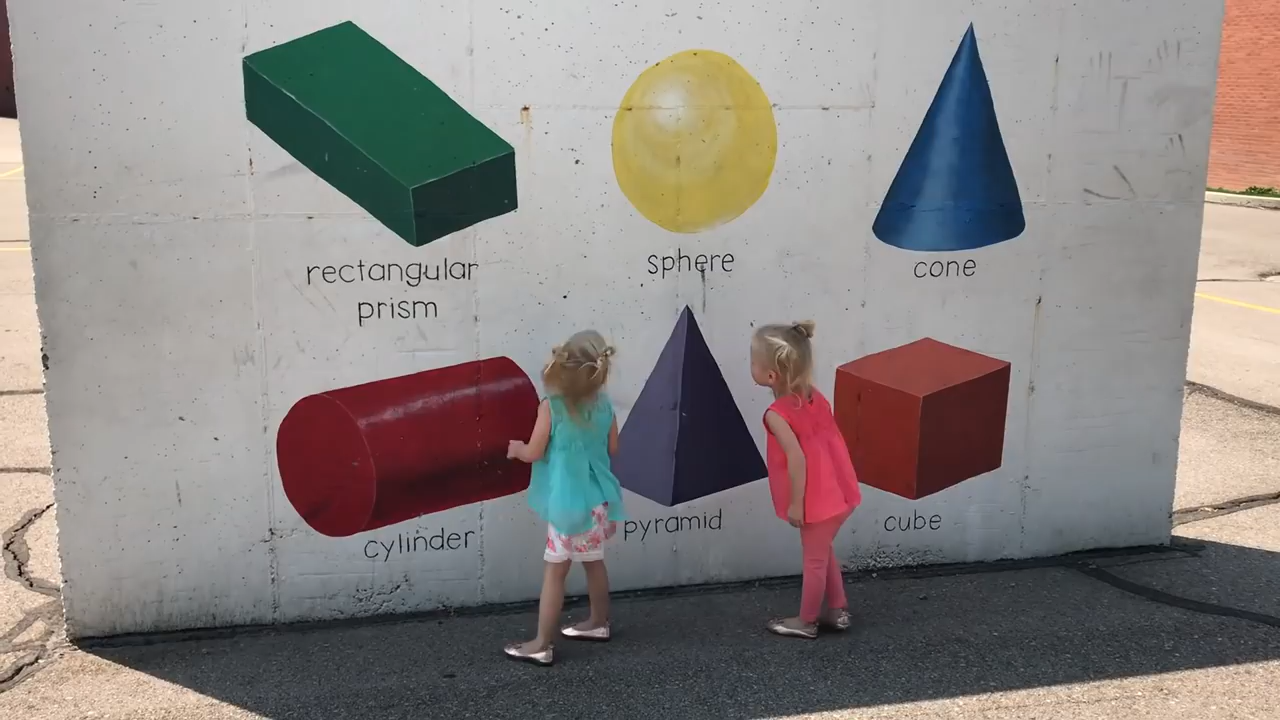 rectangular
prism
sphere
cone
cylinder
pyramid
cube